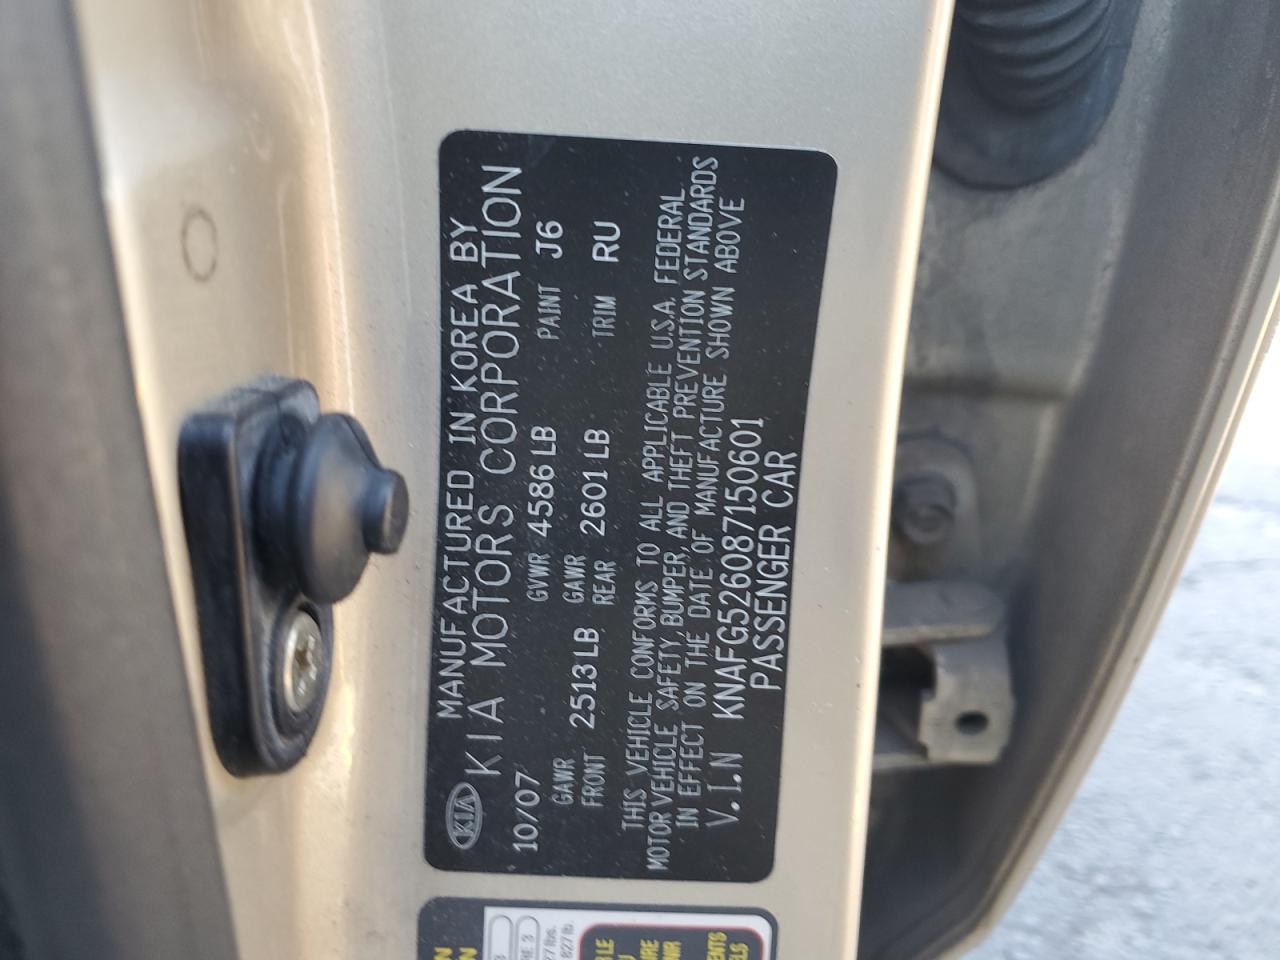 KIA
MANUFACTURED IN KOREA BY
KIA MOTORS CORPORATION
10/07
GVWR 4586 LB
PAINT J6
GAWR FRONT 2513 LB
GAWR REAR 2601 LB
TRIM RU
THIS VEHICLE CONFORMS TO ALL APPLICABLE U.S.A. FEDERAL
MOTOR VEHICLE SAFETY, BUMPER, AND THEFT PREVENTION STANDARDS
IN EFFECT ON THE DATE OF MANUFACTURE SHOWN ABOVE
V.I.N KNAFG526087150601
PASSENGER CAR